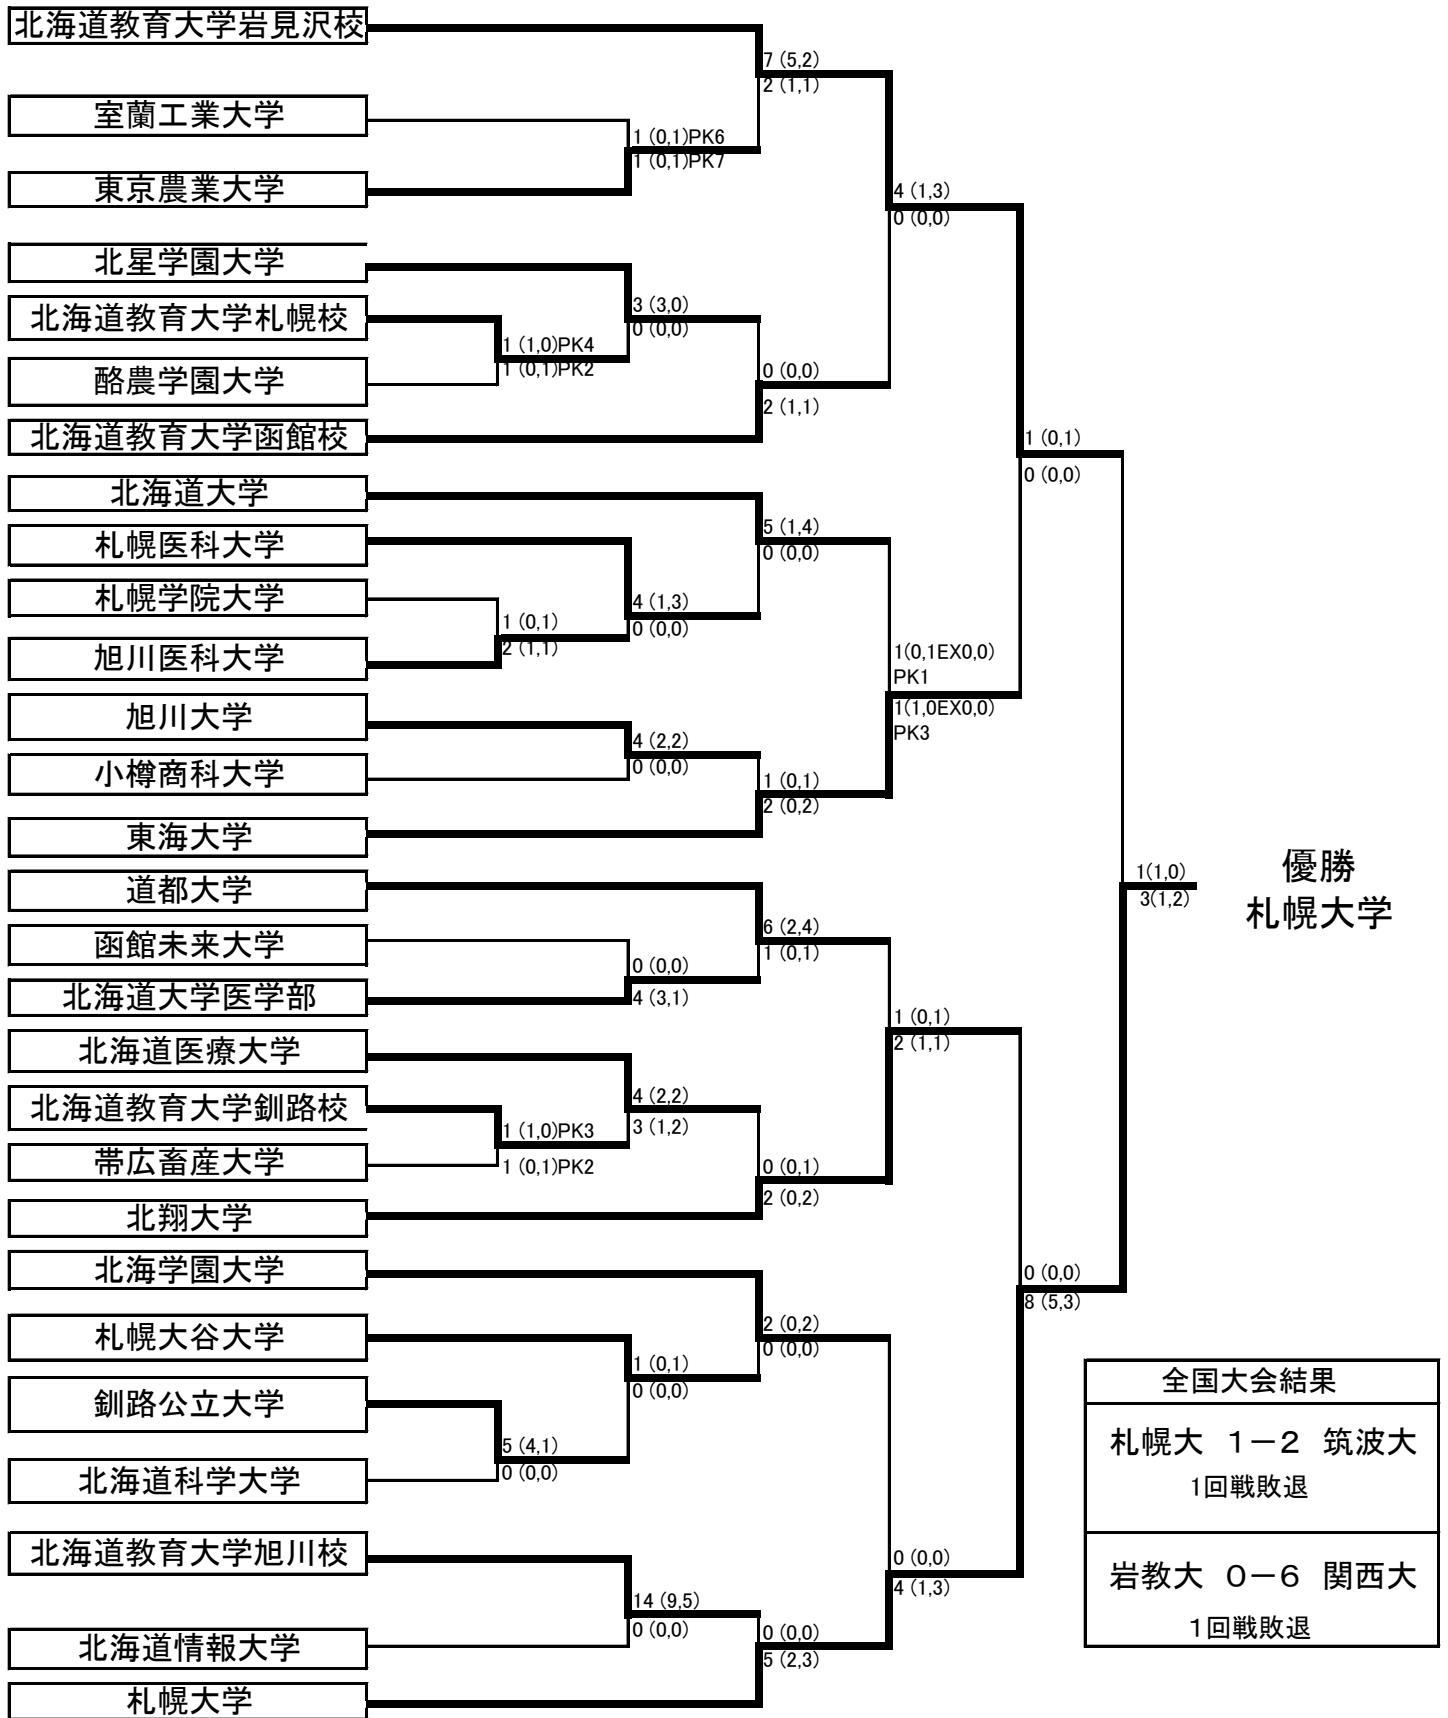 北海道教育大学岩見沢校
7 (5,2)
2 (1,1)
室蘭工業大学
1 (0,1)PK6
1 (0,1)PK7
東京農業大学
4 (1,3)
0 (0,0)
北星学園大学
3 (3,0)
0 (0,0)
北海道教育大学札幌校
1 (1,0)PK4
1 (0,1)PK2
酪農学園大学
0 (0,0)
2 (1,1)
北海道教育大学函館校
1 (0,1)
0 (0,0)
北海道大学
5 (1,4)
0 (0,0)
札幌医科大学
札幌学院大学
4 (1,3)
0 (0,0)
1 (0,1)
2 (1,1)
旭川医科大学
1(0,1EX0,0)
PK1
1(1,0EX0,0)
PK3
旭川大学
4 (2,2)
0 (0,0)
小樽商科大学
1 (0,1)
2 (0,2)
東海大学
道都大学
1(1,0)
3(1,2)
優勝
札幌大学
6 (2,4)
1 (0,1)
函館未来大学
0 (0,0)
4 (3,1)
北海道大学医学部
1 (0,1)
2 (1,1)
北海道医療大学
4 (2,2)
3 (1,2)
北海道教育大学釧路校
1 (1,0)PK3
1 (0,1)PK2
帯広畜産大学
0 (0,1)
2 (0,2)
北翔大学
北海学園大学
0 (0,0)
8 (5,3)
2 (0,2)
0 (0,0)
札幌大谷大学
1 (0,1)
0 (0,0)
釧路公立大学
5 (4,1)
0 (0,0)
北海道科学大学
北海道教育大学旭川校
0 (0,0)
4 (1,3)
14 (9,5)
0 (0,0)
北海道情報大学
0 (0,0)
5 (2,3)
札幌大学
全国大会結果
札幌大 1－2 筑波大
1回戦敗退
岩教大 0－6 関西大
1回戦敗退